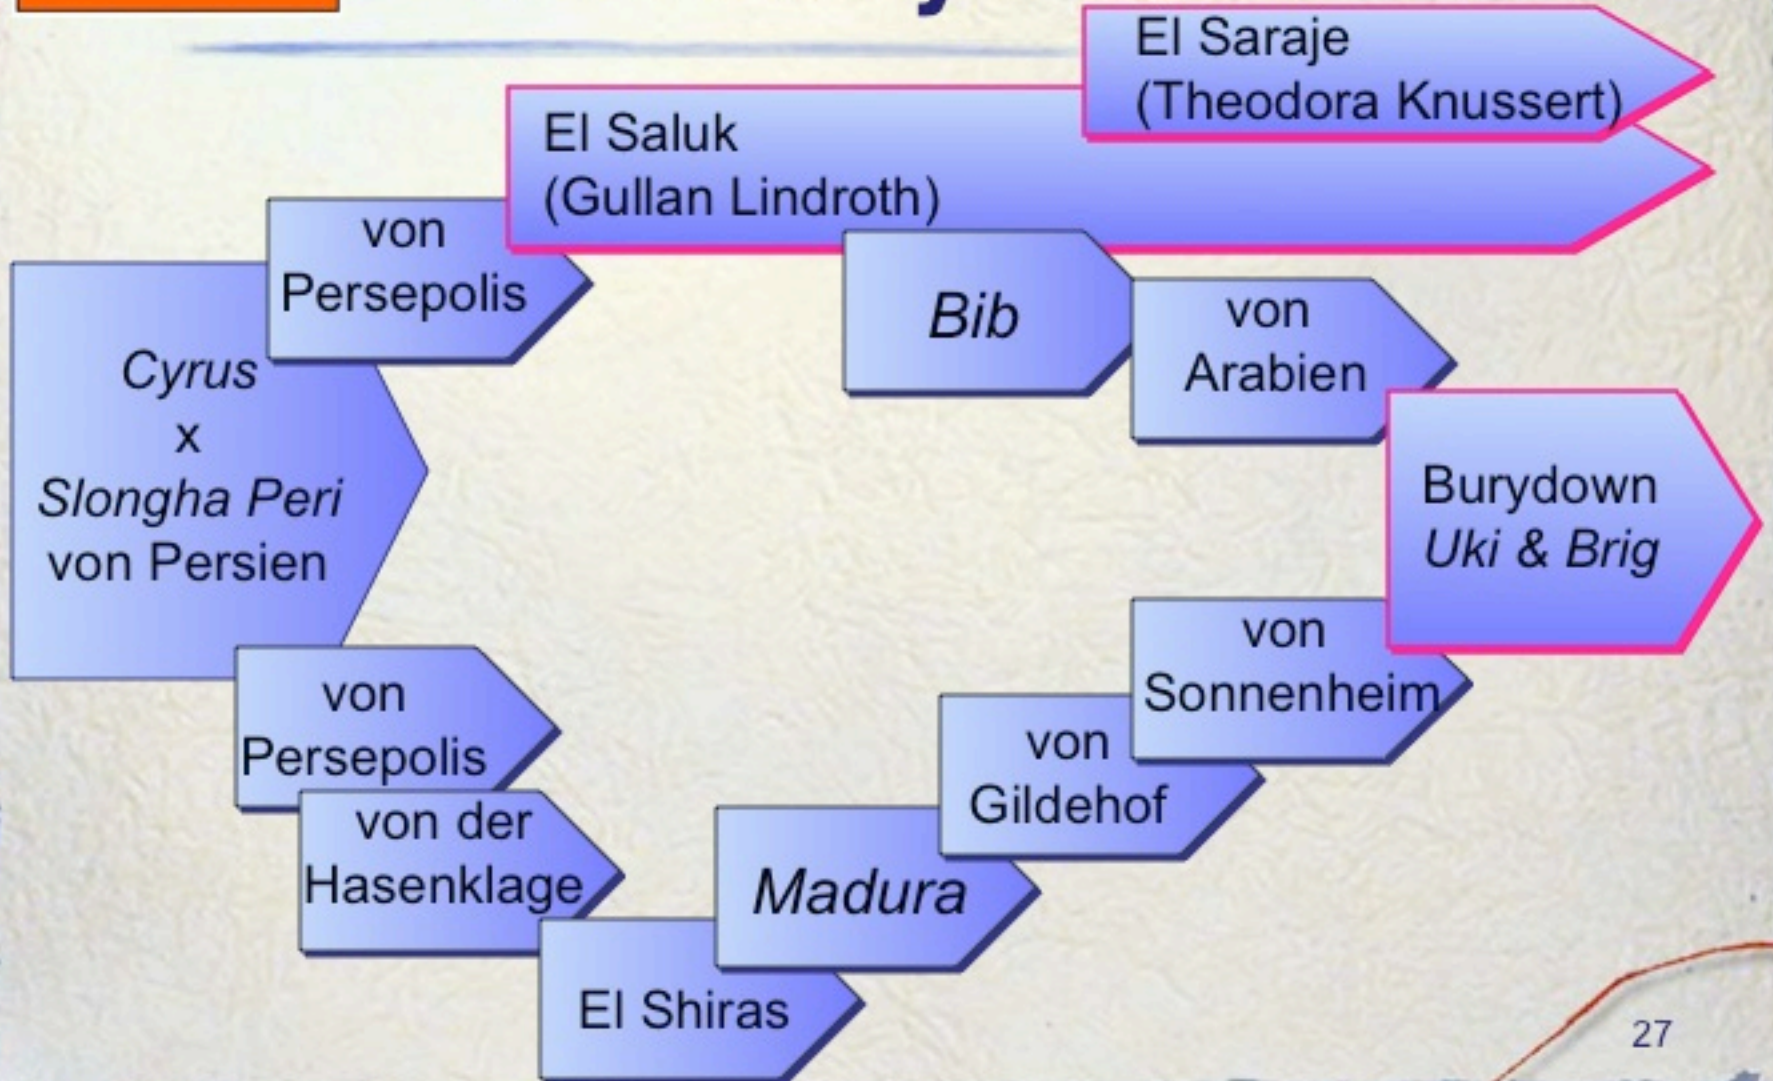 El Saraje
(Theodora Knussert)
El Saluk
(Gullan Lindroth)
von
Persepolis
Bib
von
Arabien
Cyrus
x
Slongha Peri
von Persien
Burydown
Uki & Brig
von
Sonnenheim
von
Persepolis
von
Gildehof
von der
Hasenklage
Madura
El Shiras
27